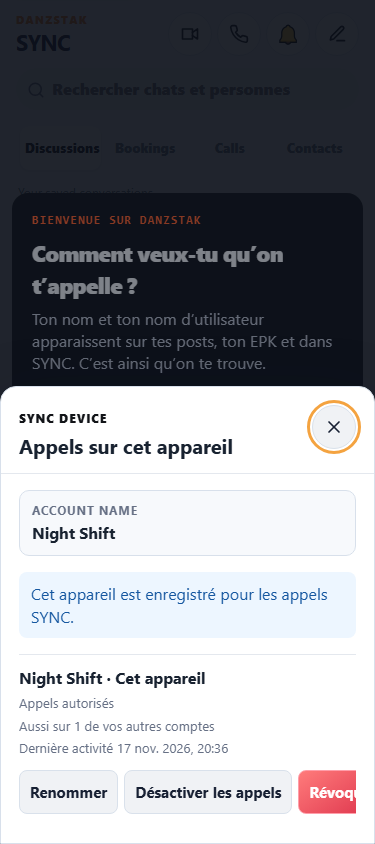 DANZSTAK
SYNC
Rechercher chats et personnes
Discussions Bookings Calls Contacts
BIENVENUE SUR DANZSTAK
Comment veux-tu qu’on
t’appelle ?
Ton nom et ton nom d’utilisateur
apparaissent sur tes posts, ton EPK et dans
SYNC. C’est ainsi qu’on te trouve.
SYNC DEVICE
Appels sur cet appareil
ACCOUNT NAME
Night Shift
Cet appareil est enregistré pour les appels
SYNC.
Night Shift · Cet appareil
Appels autorisés
Aussi sur 1 de vos autres comptes
Dernière activité 17 nov. 2026, 20:36
Renommer Désactiver les appels